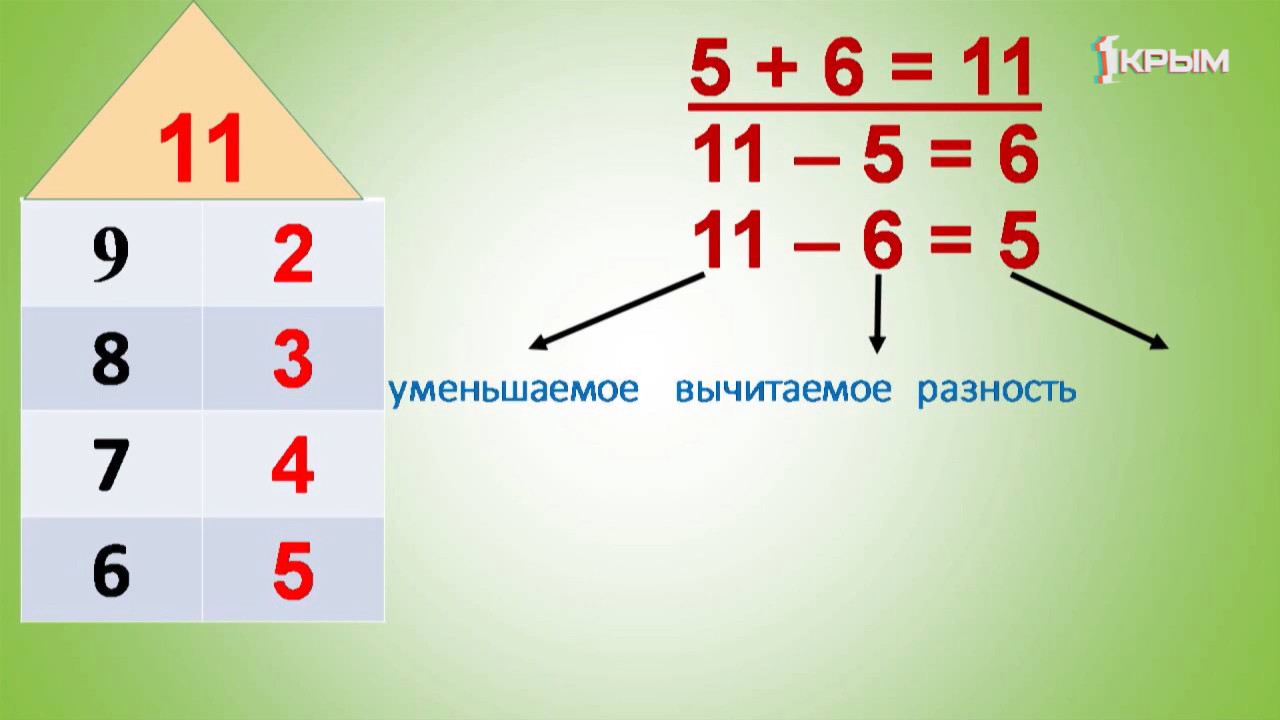 11
9 2
8 3
7 4
6 5
5 + 6 = 11
11 – 5 = 6
11 – 6 = 5
уменьшаемое вычитаемое разность
1КРЫМ